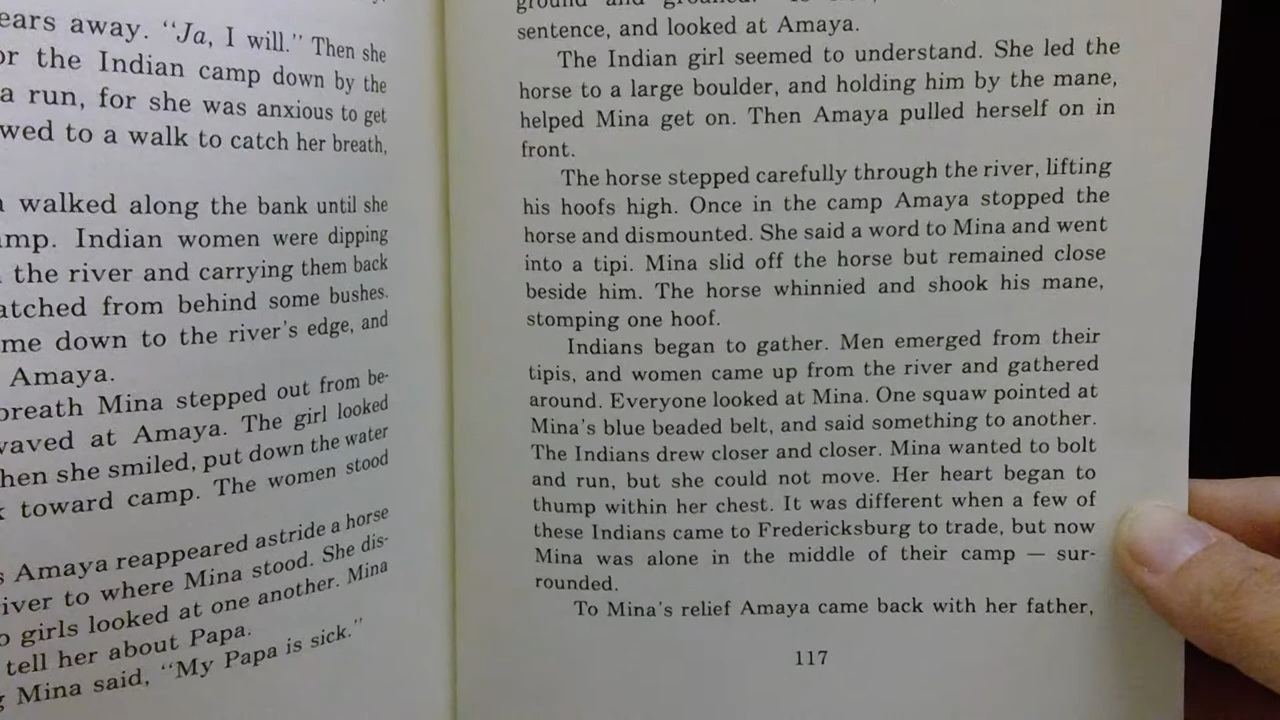 ears away. "Ja, I will." Then she
or the Indian camp down by the
a run, for she was anxious to get
wed to a walk to catch her breath,
walked along the bank until she
amp. Indian women were dipping
the river and carrying them back
atched from behind some bushes.
me down to the river's edge, and
Amaya.
breath Mina stepped out from be-
waved at Amaya. The girl looked
hen she smiled, put down the water
toward camp. The women stood
s Amaya reappeared astride a horse
iver to where Mina stood. She dis-
o girls looked at one another. Mina
tell her about Papa.
g Mina said, "My Papa is sick."
ground and
sentence, and looked at Amaya.
The Indian girl seemed to understand. She led the
horse to a large boulder, and holding him by the mane,
helped Mina get on. Then Amaya pulled herself on in
front.
The horse stepped carefully through the river, lifting
his hoofs high. Once in the camp Amaya stopped the
horse and dismounted. She said a word to Mina and went
into a tipi. Mina slid off the horse but remained close
beside him. The horse whinnied and shook his mane,
stomping one hoof.
Indians began to gather. Men emerged from their
tipis, and women came up from the river and gathered
around. Everyone looked at Mina. One squaw pointed at
Mina's blue beaded belt, and said something to another.
The Indians drew closer and closer. Mina wanted to bolt
and run, but she could not move. Her heart began to
thump within her chest. It was different when a few of
these Indians came to Fredericksburg to trade, but now
Mina was alone in the middle of their camp — sur-
rounded.
To Mina's relief Amaya came back with her father,
117